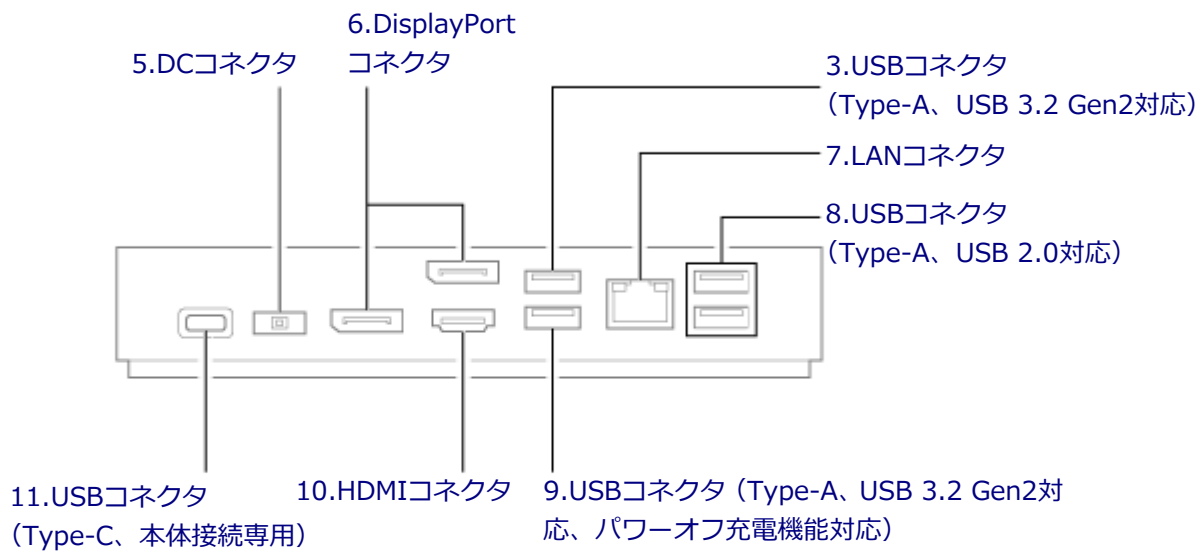 6.DisplayPort
コネクタ
5.DCコネクタ
3.USBコネクタ
(Type-A、USB 3.2 Gen2対応)
7.LANコネクタ
8.USBコネクタ
(Type-A、USB 2.0対応)
11.USBコネクタ
(Type-C、本体接続専用)
10.HDMIコネクタ
9.USBコネクタ (Type-A、USB 3.2 Gen2対
応、パワーオフ充電機能対応)